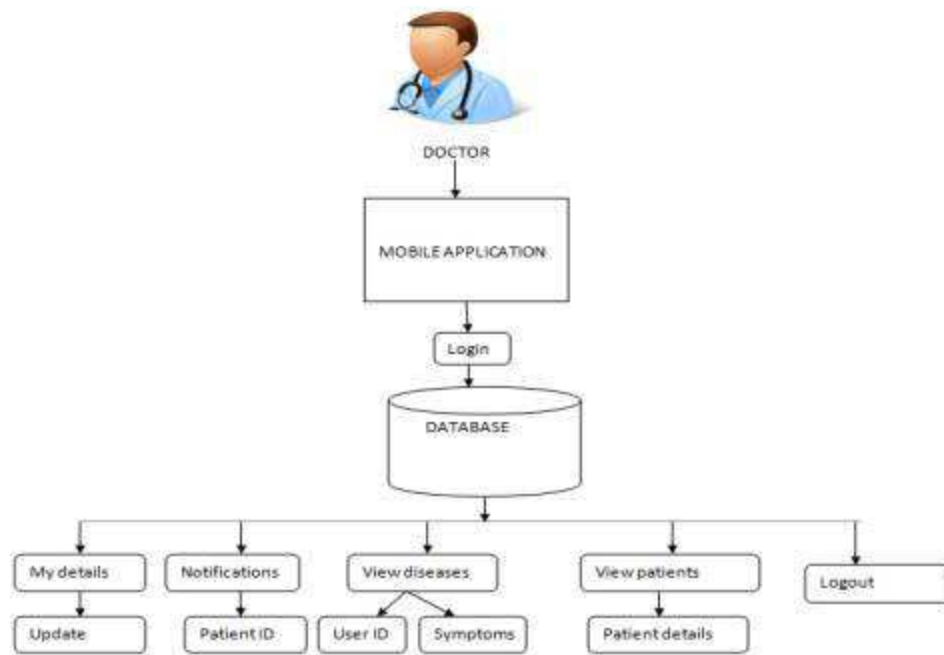 DOCTOR
MOBILE APPLICATION
Login
DATABASE
My details
Notifications
View diseases
View patients
Logout
Update
Patient ID
User ID
Symptoms
Patient details